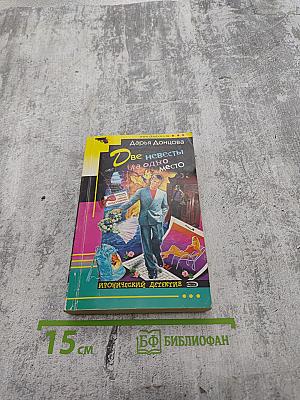 Дарья Донцова
Две невесты
на одно
место
ИРОНИЧЕСКИЙ ДЕТЕКТИВ
15 см
БФ БИБЛИОФАН